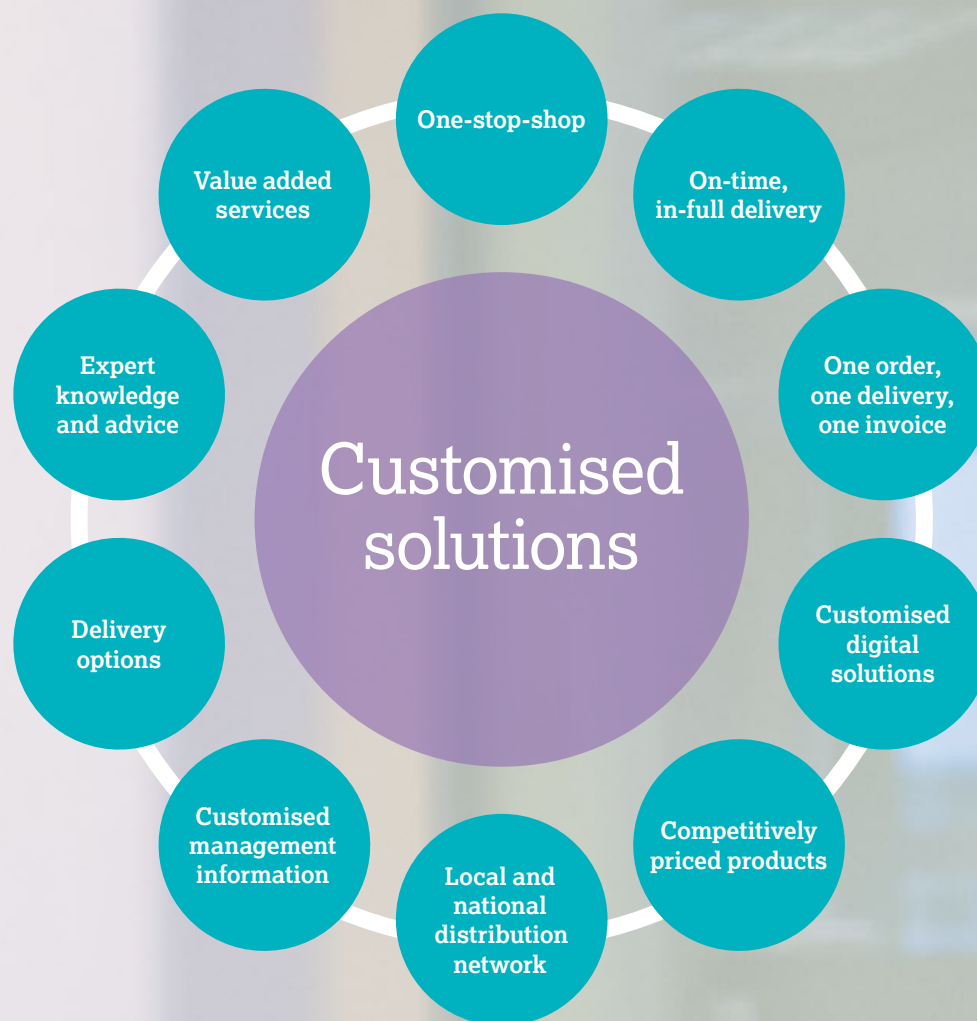 One-stop-shop
On-time,
in-full delivery
One order,
one delivery,
one invoice
Customised
digital
solutions
Competitively
priced products
Local and
national
distribution
network
Customised
management
information
Delivery
options
Expert
knowledge
and advice
Value added
services
Customised
solutions